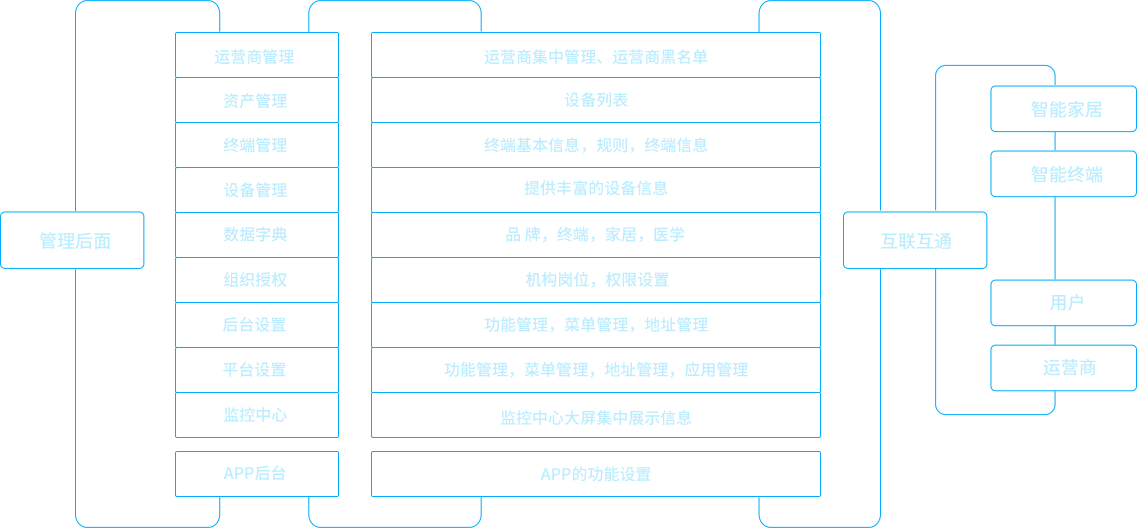 运营商管理
运营商集中管理、运营商黑名单
资产管理
设备列表
终端管理
终端基本信息，规则，终端信息
设备管理
提供丰富的设备信息
数据字典
品 牌，终端，家居，医学
组织授权
机构岗位，权限设置
后台设置
功能管理，菜单管理，地址管理
平台设置
功能管理，菜单管理，地址管理，应用管理
监控中心
监控中心大屏集中展示信息
APP后台
APP的功能设置
管理后面
互联互通
智能家居
智能终端
用户
运营商